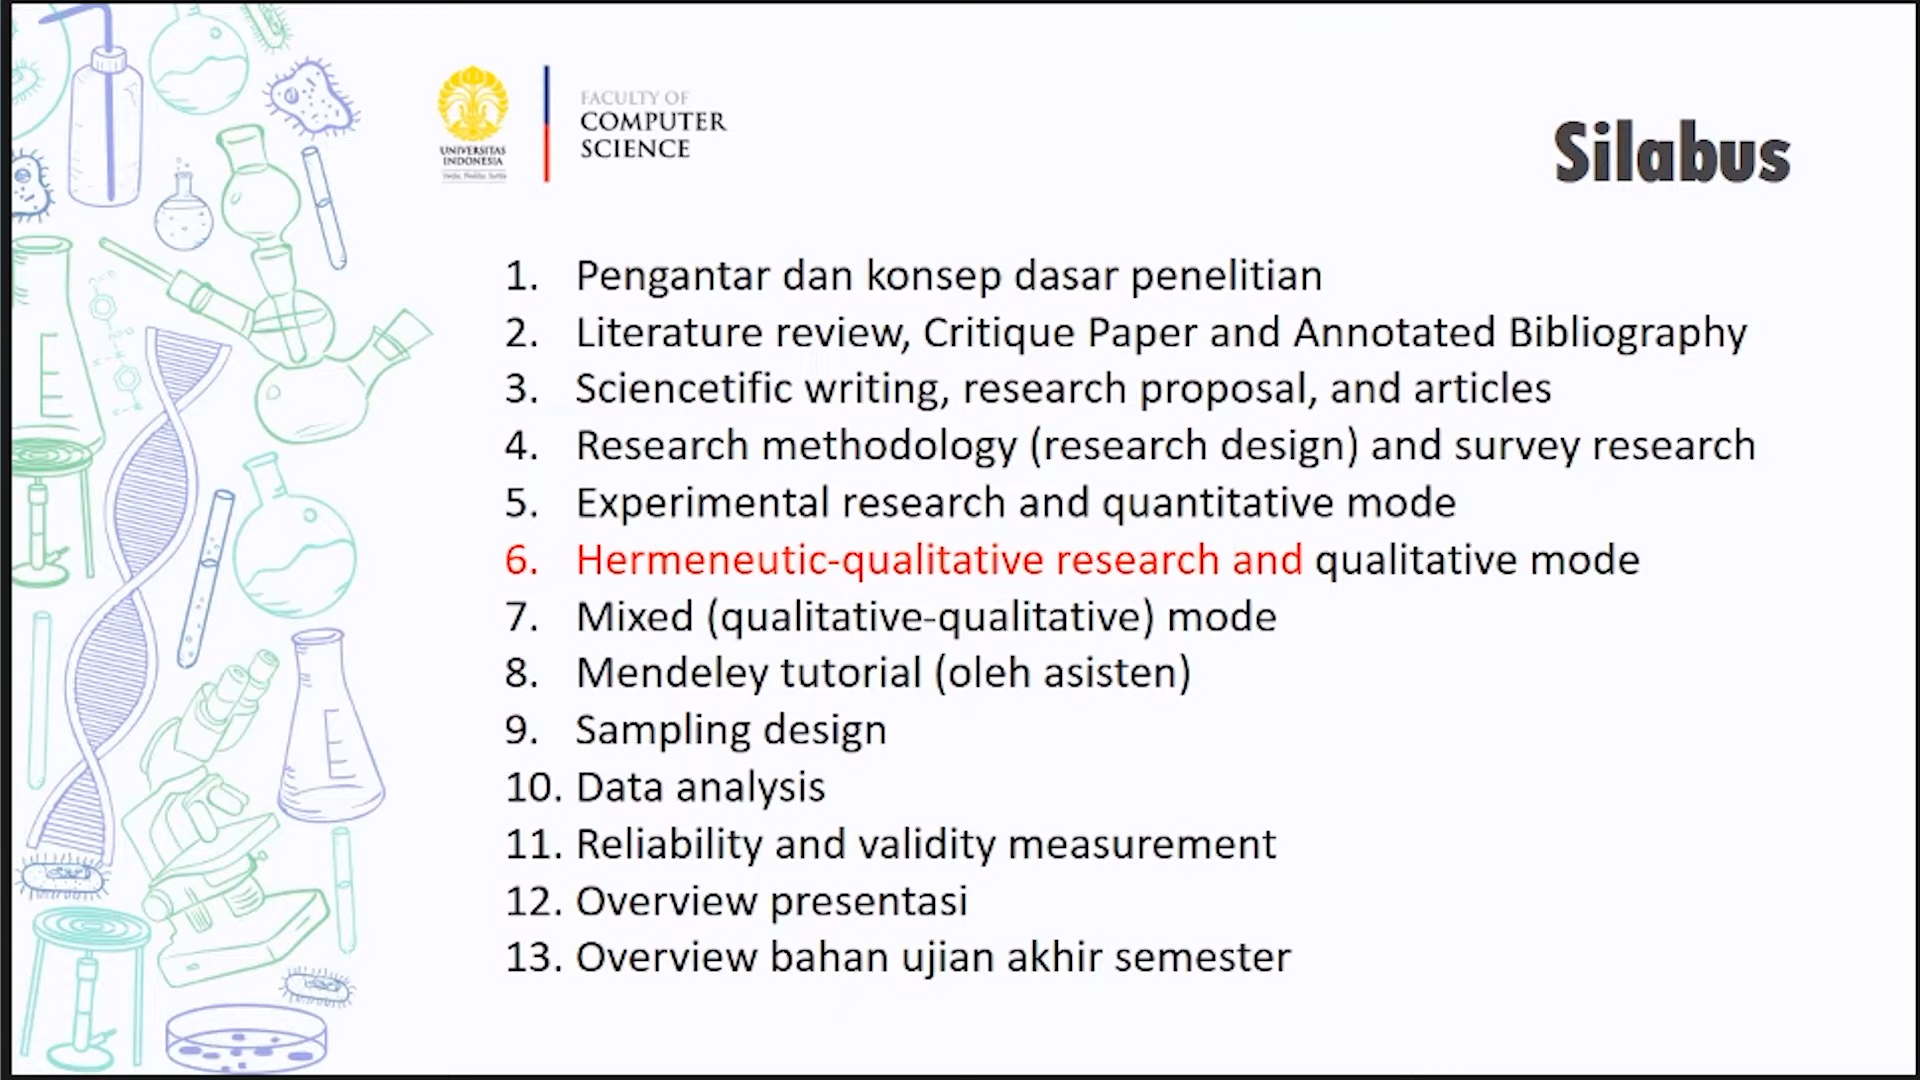 UNIVERSITAS
INDONESIA
FACULTY OF
COMPUTER
SCIENCE
Silabus
1. Pengantar dan konsep dasar penelitian
2. Literature review, Critique Paper and Annotated Bibliography
3. Sciencetific writing, research proposal, and articles
4. Research methodology (research design) and survey research
5. Experimental research and quantitative mode
6. Hermeneutic-qualitative research and qualitative mode
7. Mixed (qualitative-qualitative) mode
8. Mendeley tutorial (oleh asisten)
9. Sampling design
10. Data analysis
11. Reliability and validity measurement
12. Overview presentasi
13. Overview bahan ujian akhir semester